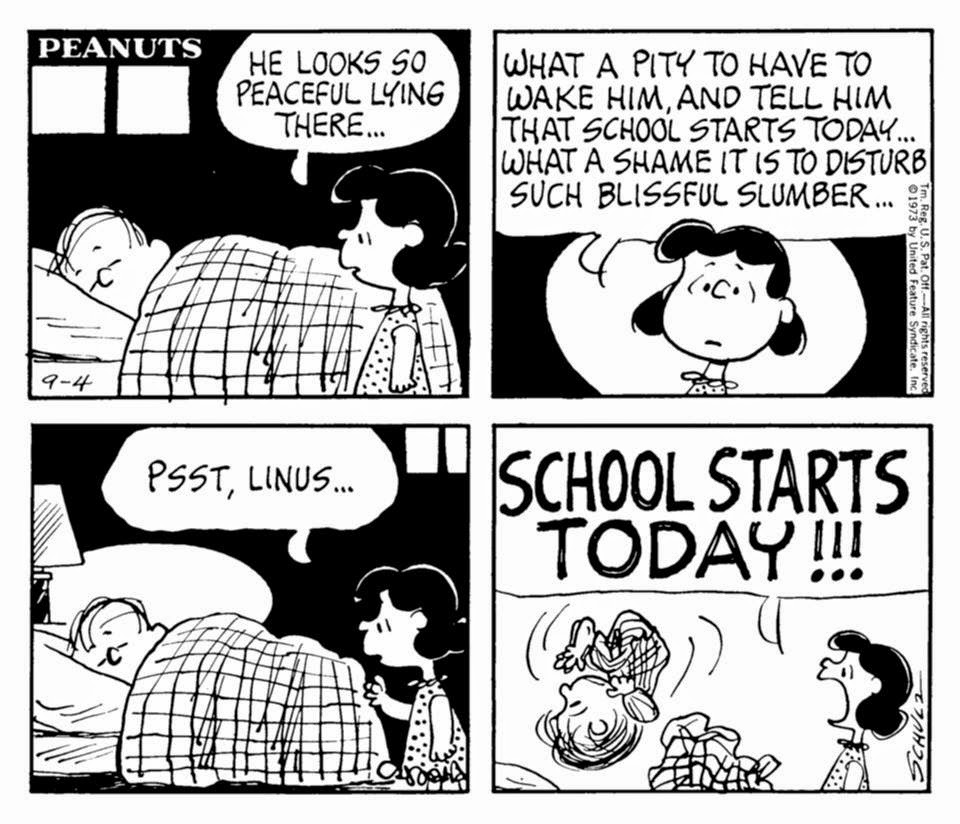 PEANUTS
HE LOOKS SO
PEACEFUL LYING
THERE...
9-4
WHAT A PITY TO HAVE TO
WAKE HIM, AND TELL HIM
THAT SCHOOL STARTS TODAY...
WHAT A SHAME IT IS TO DISTURB
SUCH BLISSFUL SLUMBER...
Tm. Reg. U. S. Pat. Off.—All rights reserved
©1973 by United Feature Syndicate, Inc.
PSST, LINUS...
SCHOOL STARTS
TODAY!!!
SCHULZ